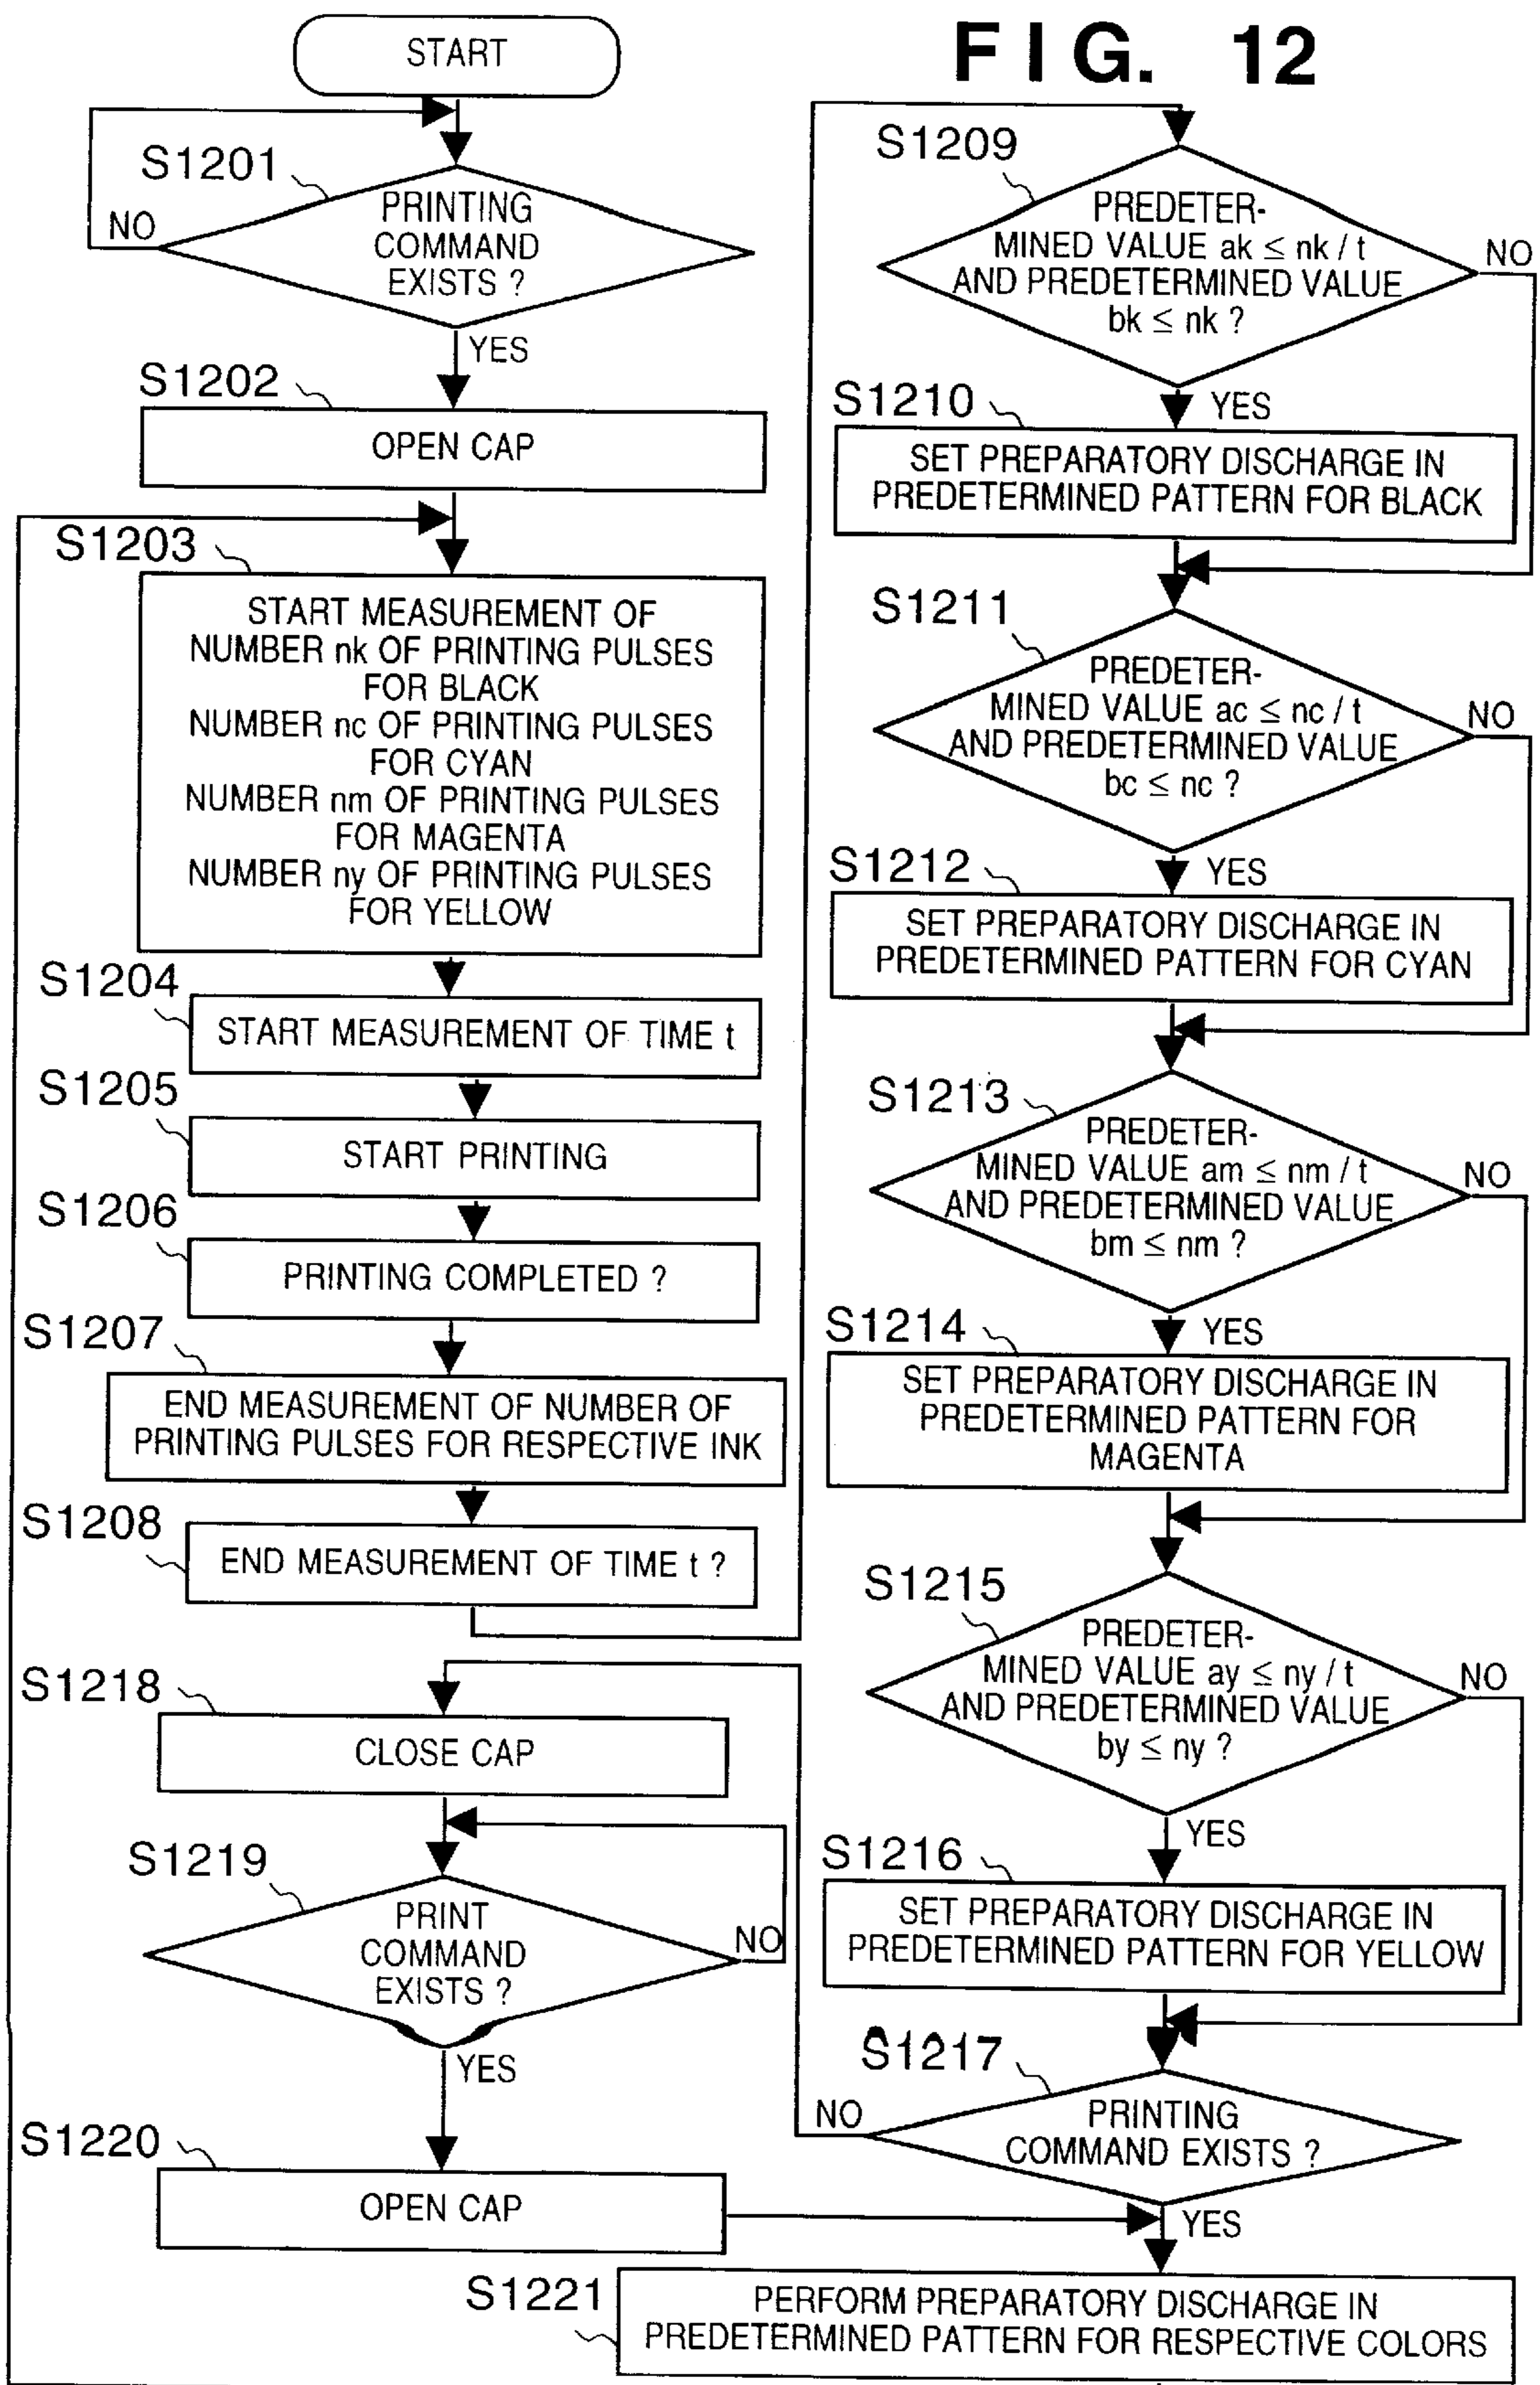 FIG. 12
START
S1201
PRINTING
COMMAND
EXISTS ?
NO
YES
S1202
OPEN CAP
S1203
START MEASUREMENT OF
NUMBER nk OF PRINTING PULSES
FOR BLACK
NUMBER nc OF PRINTING PULSES
FOR CYAN
NUMBER nm OF PRINTING PULSES
FOR MAGENTA
NUMBER ny OF PRINTING PULSES
FOR YELLOW
S1204
START MEASUREMENT OF TIME t
S1205
START PRINTING
S1206
PRINTING COMPLETED ?
S1207
END MEASUREMENT OF NUMBER OF
PRINTING PULSES FOR RESPECTIVE INK
S1208
END MEASUREMENT OF TIME t ?
S1209
PREDETER-
MINED VALUE ak ≤ nk / t
AND PREDETERMINED VALUE
bk ≤ nk ?
NO
YES
S1210
SET PREPARATORY DISCHARGE IN
PREDETERMINED PATTERN FOR BLACK
S1211
PREDETER-
MINED VALUE ac ≤ nc / t
AND PREDETERMINED VALUE
bc ≤ nc ?
NO
YES
S1212
SET PREPARATORY DISCHARGE IN
PREDETERMINED PATTERN FOR CYAN
S1213
PREDETER-
MINED VALUE am ≤ nm / t
AND PREDETERMINED VALUE
bm ≤ nm ?
NO
YES
S1214
SET PREPARATORY DISCHARGE IN
PREDETERMINED PATTERN FOR
MAGENTA
S1215
PREDETER-
MINED VALUE ay ≤ ny / t
AND PREDETERMINED VALUE
by ≤ ny ?
NO
YES
S1216
SET PREPARATORY DISCHARGE IN
PREDETERMINED PATTERN FOR YELLOW
S1217
PRINTING
COMMAND EXISTS ?
NO
YES
S1218
CLOSE CAP
S1219
PRINT
COMMAND
EXISTS ?
NO
YES
S1220
OPEN CAP
S1221
PERFORM PREPARATORY DISCHARGE IN
PREDETERMINED PATTERN FOR RESPECTIVE COLORS